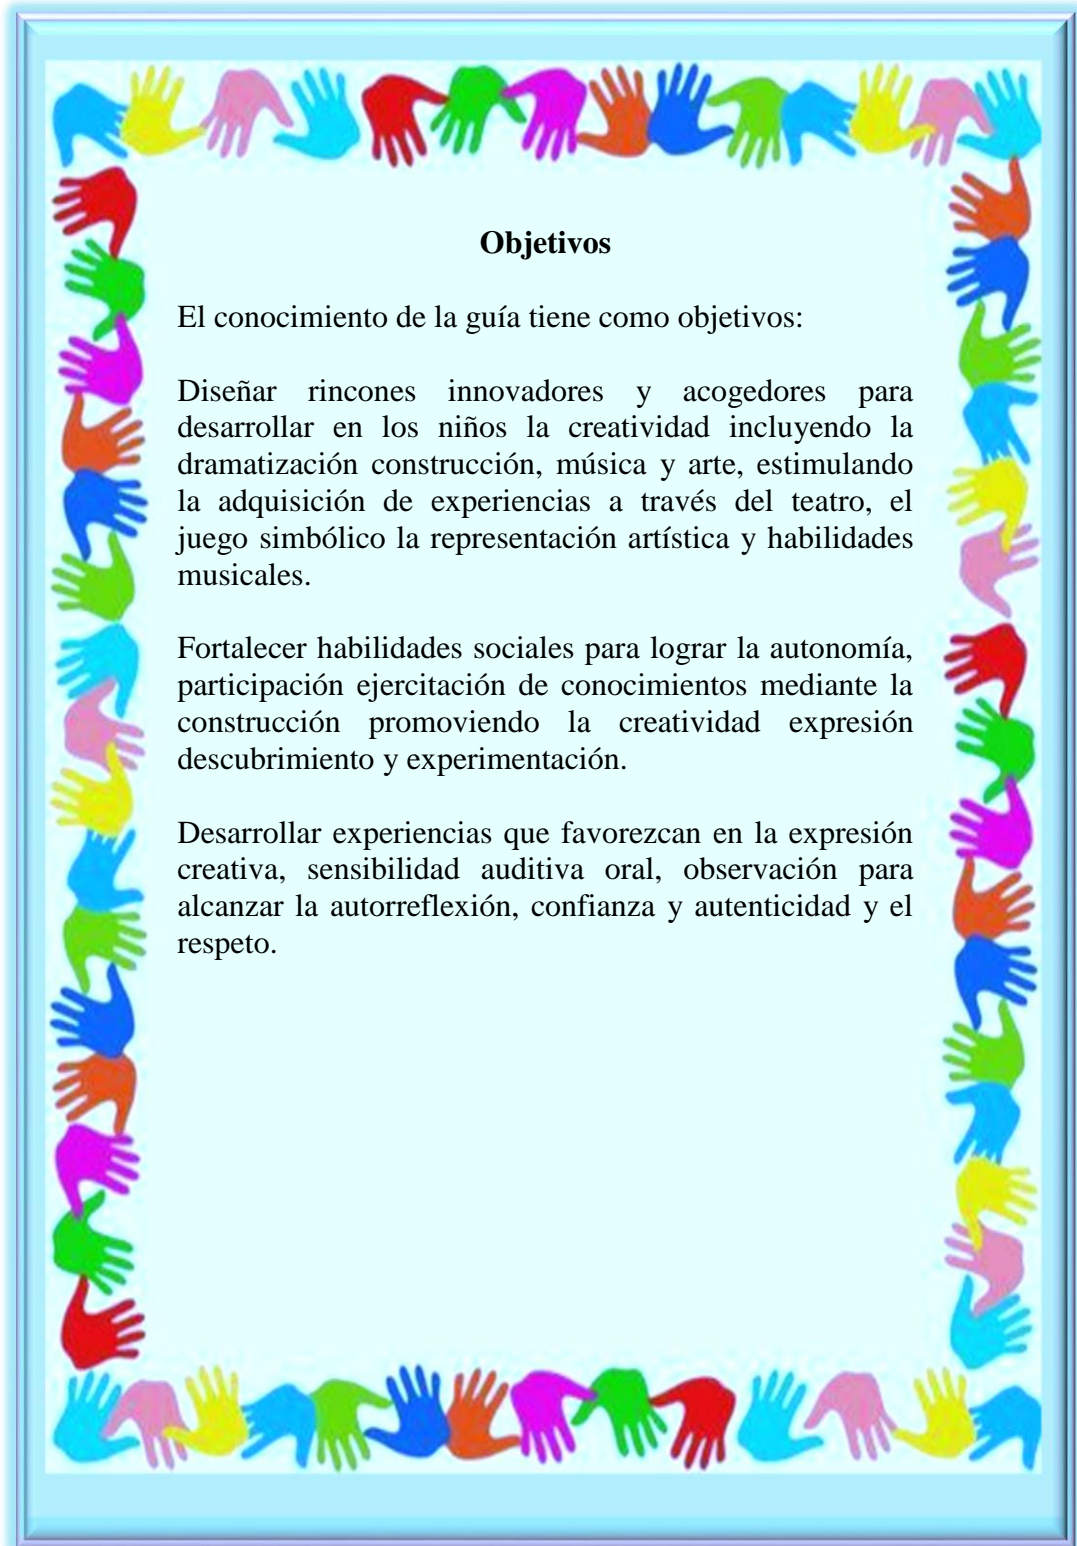 Objetivos
El conocimiento de la guía tiene como objetivos:
Diseñar rincones innovadores y acogedores para
desarrollar en los niños la creatividad incluyendo la
dramatización construcción, música y arte, estimulando
la adquisición de experiencias a través del teatro, el
juego simbólico la representación artística y habilidades
musicales.
Fortalecer habilidades sociales para lograr la autonomía,
participación ejercitación de conocimientos mediante la
construcción promoviendo la creatividad expresión
descubrimiento y experimentación.
Desarrollar experiencias que favorezcan en la expresión
creativa, sensibilidad auditiva oral, observación para
alcanzar la autorreflexión, confianza y autenticidad y el
respeto.